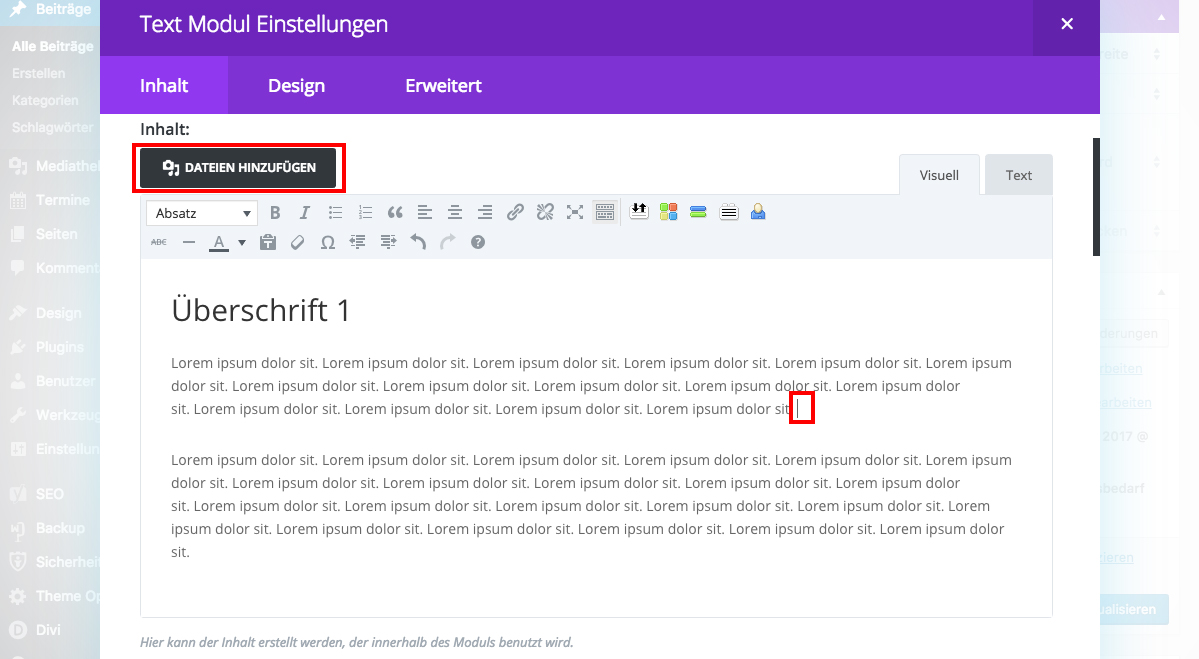 Beiträge
Text Modul Einstellungen
Alle Beiträge
Erstellen
Kategorien
Schlagwörter
Mediathek
Termine
Seiten
Komment
Design
Plugins
Benutzer
Werkzeug
Einstellun
SEO
Backup
Sicherheit
Theme Op
Divi
Inhalt Design Erweitert
Inhalt:
DATEIEN HINZUFÜGEN
Visuell Text
Absatz
B I
ABC A
Überschrift 1
Lorem ipsum dolor sit. Lorem ipsum dolor sit. Lorem ipsum dolor sit. Lorem ipsum dolor sit. Lorem ipsum dolor sit. Lorem ipsum
dolor sit. Lorem ipsum dolor sit. Lorem ipsum dolor sit. Lorem ipsum dolor sit. Lorem ipsum dolor sit. Lorem ipsum dolor
sit. Lorem ipsum dolor sit. Lorem ipsum dolor sit. Lorem ipsum dolor sit. Lorem ipsum dolor sit
Lorem ipsum dolor sit. Lorem ipsum dolor sit. Lorem ipsum dolor sit. Lorem ipsum dolor sit. Lorem ipsum dolor sit. Lorem ipsum
dolor sit. Lorem ipsum dolor sit. Lorem ipsum dolor sit. Lorem ipsum dolor sit. Lorem ipsum dolor sit. Lorem ipsum dolor
sit. Lorem ipsum dolor sit. Lorem ipsum dolor sit. Lorem ipsum dolor sit. Lorem ipsum dolor sit. Lorem ipsum dolor sit. Lorem
ipsum dolor sit. Lorem ipsum dolor sit. Lorem ipsum dolor sit. Lorem ipsum dolor sit. Lorem ipsum dolor sit. Lorem ipsum dolor
sit.
Hier kann der Inhalt erstellt werden, der innerhalb des Moduls benutzt wird.
derungen
arbeiten
2017 @
sbedarf
zieren
ualisieren